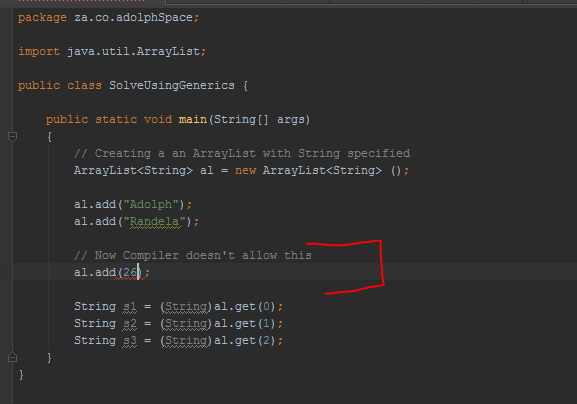 package za.co.adolphSpace;
import java.util.ArrayList;
public class SolveUsingGenerics {
public static void main(String[] args)
{
// Creating a an ArrayList with String specified
ArrayList<String> al = new ArrayList<String> ();
al.add("Adolph");
al.add("Randela");
// Now Compiler doesn't allow this
al.add(26);
String s1 = (String)al.get(0);
String s2 = (String)al.get(1);
String s3 = (String)al.get(2);
}
}